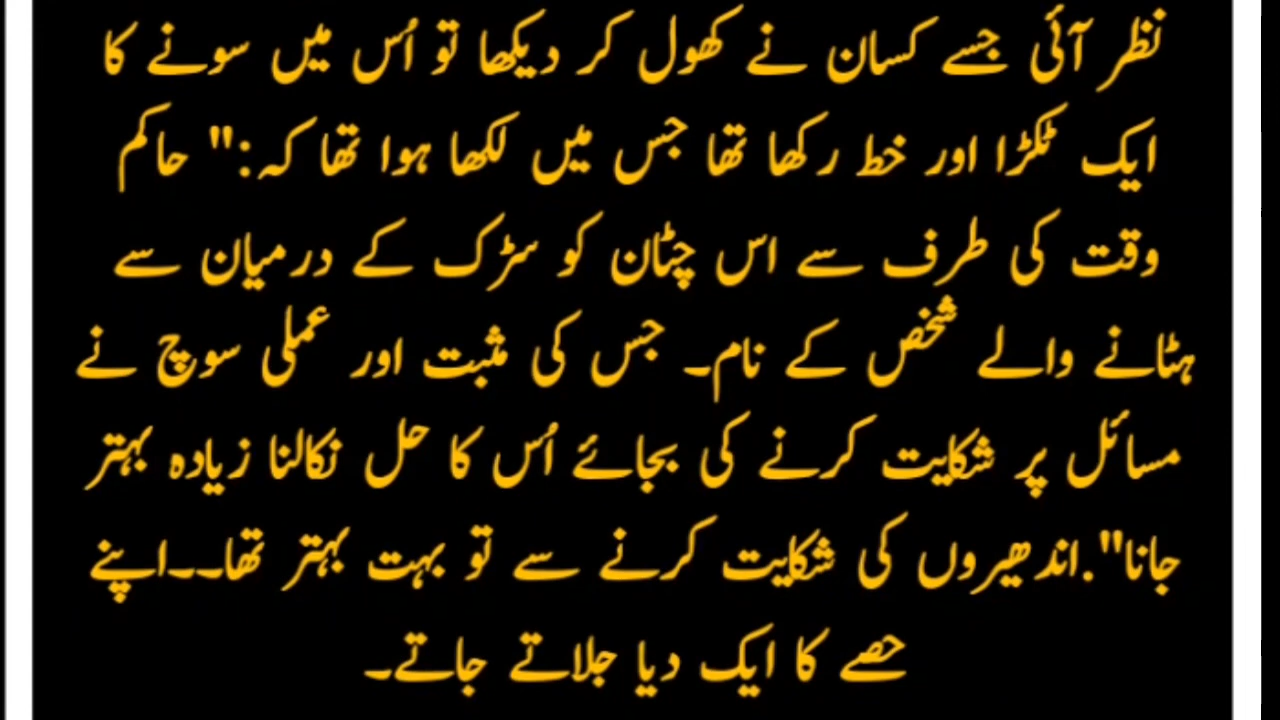 نظر آئی جسے کسان نے کھول کر دیکھا تو اُس میں سونے کا
ایک ٹکڑا اور خط رکھا تھا جس میں لکھا ہوا تھا کہ:" حاکم
وقت کی طرف سے اس چٹان کو سڑک کے درمیان سے
ہٹانے والے شخص کے نام۔ جس کی مثبت اور عملی سوچ نے
مسائل پر شکایت کرنے کی بجائے اُس کا حل نکالنا زیادہ بہتر
جانا".اندھیروں کی شکایت کرنے سے تو بہت بہتر تھا۔۔اپنے
حصے کا ایک دیا جلاتے جاتے۔